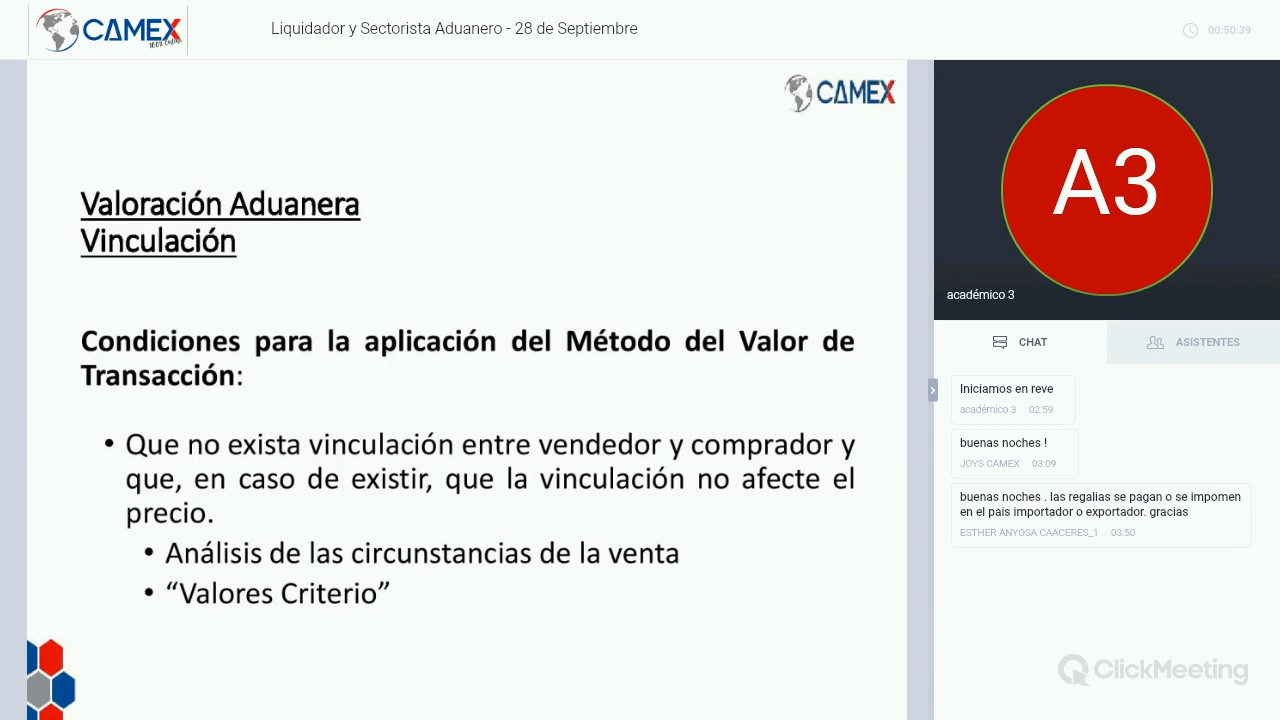 CAMEX
100% Online
Liquidador y Sectorista Aduanero - 28 de Septiembre
00:50:39
CAMEX
Valoración Aduanera
Vinculación
Condiciones para la aplicación del Método del Valor de
Transacción:
• Que no exista vinculación entre vendedor y comprador y
que, en caso de existir, que la vinculación no afecte el
precio.
• Análisis de las circunstancias de la venta
• “Valores Criterio”
A3
académico 3
CHAT
ASISTENTES
Iniciamos en reve
académico 3 02:59
buenas noches !
JOYS CAMEX 03:09
buenas noches . las regalias se pagan o se impomen
en el pais importador o exportador. gracias
ESTHER ANYOSA CAACERES_1 03:50
ClickMeeting